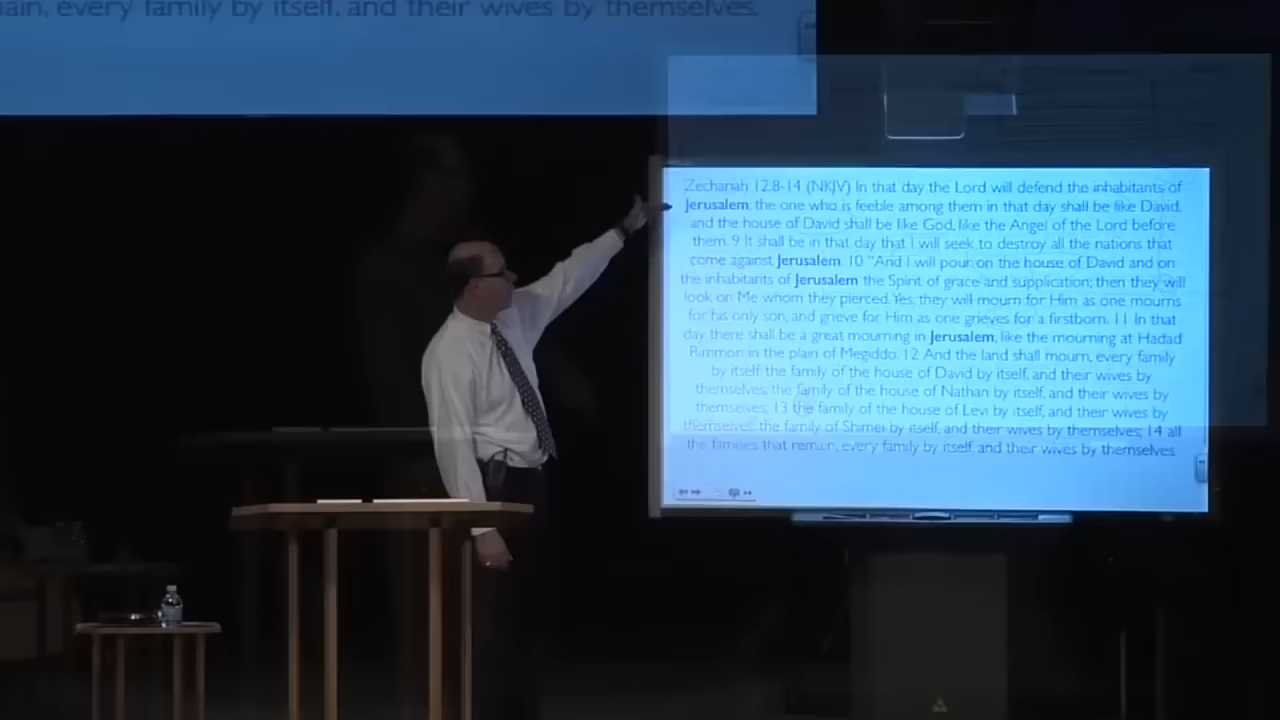 ain, every family by itself, and their wives by themselves.
Zechariah 12:8-14 (NKJV) In that day the Lord will defend the inhabitants of
Jerusalem; the one who is feeble among them in that day shall be like David,
and the house of David shall be like God, like the Angel of the Lord before
them. 9 It shall be in that day that I will seek to destroy all the nations that
come against Jerusalem. 10 "And I will pour on the house of David and on
the inhabitants of Jerusalem the Spirit of grace and supplication; then they will
look on Me whom they pierced. Yes, they will mourn for Him as one mourns
for his only son, and grieve for Him as one grieves for a firstborn. 11 In that
day there shall be a great mourning in Jerusalem, like the mourning at Hadad
Rimmon in the plain of Megiddo. 12 And the land shall mourn, every family
by itself: the family of the house of David by itself, and their wives by
themselves; the family of the house of Nathan by itself, and their wives by
themselves; 13 the family of the house of Levi by itself, and their wives by
themselves; the family of Shimei by itself, and their wives by themselves; 14 all
the families that remain, every family by itself, and their wives by themselves.